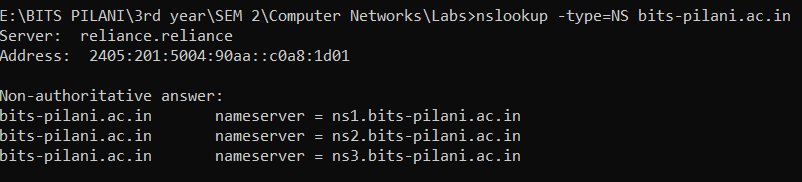 E:\BITS PILANI\3rd year\SEM 2\Computer Networks\Labs>nslookup -type=NS bits-pilani.ac.in
Server:  reliance.reliance
Address:  2405:201:5004:90aa::c0a8:1d01

Non-authoritative answer:
bits-pilani.ac.in       nameserver = ns1.bits-pilani.ac.in
bits-pilani.ac.in       nameserver = ns2.bits-pilani.ac.in
bits-pilani.ac.in       nameserver = ns3.bits-pilani.ac.in